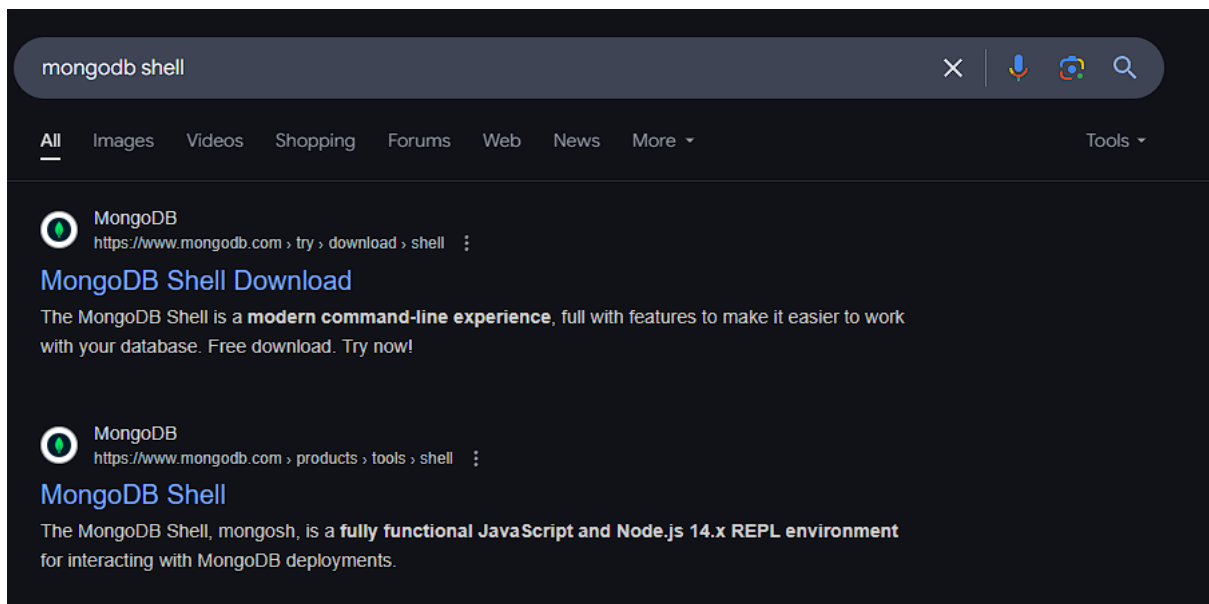 mongodb shell
All Images Videos Shopping Forums Web News More Tools
MongoDB
https://www.mongodb.com › try › download › shell
MongoDB Shell Download
The MongoDB Shell is a modern command-line experience, full with features to make it easier to work
with your database. Free download. Try now!
MongoDB
https://www.mongodb.com › products › tools › shell
MongoDB Shell
The MongoDB Shell, mongosh, is a fully functional JavaScript and Node.js 14.x REPL environment
for interacting with MongoDB deployments.